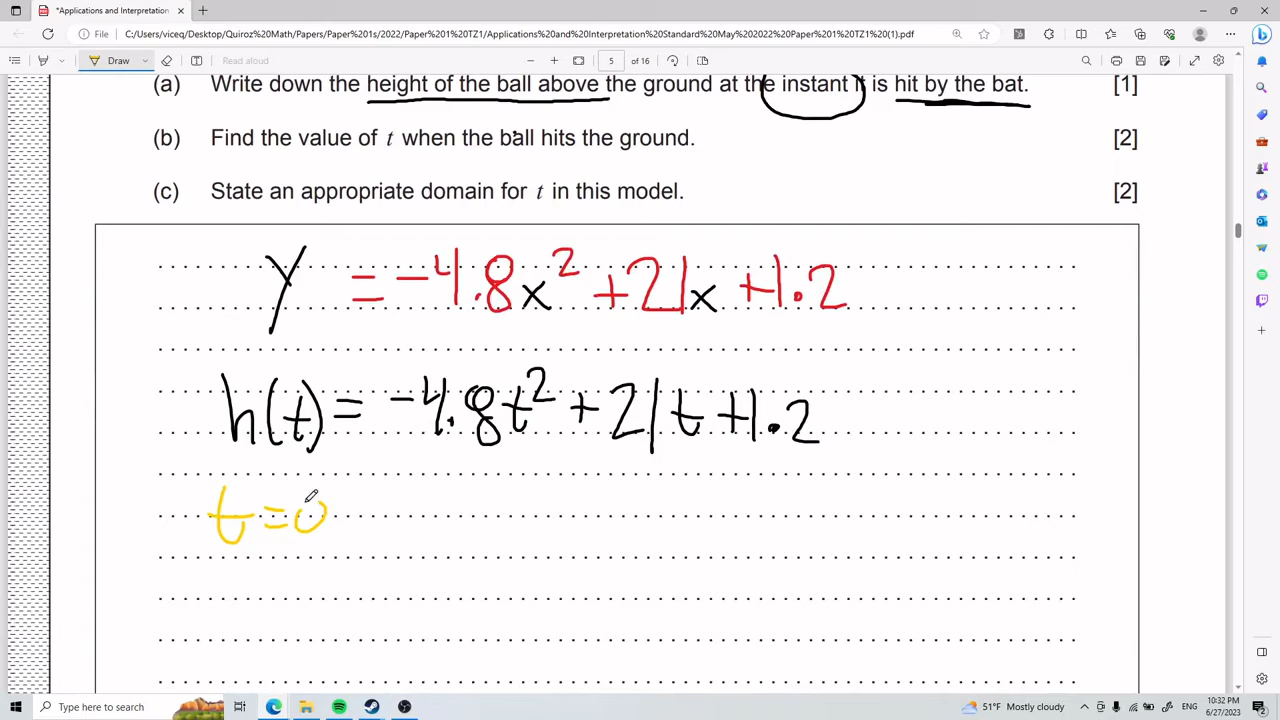 *Applications and Interpretation
File
C:/Users/viceq/Desktop/Quiroz%20Math/Papers/Paper%201s/2022/Paper%201%20TZ1/Applications%20and%20Interpretation%20Standard%20May%202022%20Paper%201%20TZ1%20(1).pdf
Draw
Read aloud
5 of 16
(a) Write down the height of the ball above the ground at the instant it is hit by the bat. [1]
(b) Find the value of t when the ball hits the ground. [2]
(c) State an appropriate domain for t in this model. [2]
y = -4.8x² + 21x + 1.2
h(t) = -4.8t² + 21t + 1.2
t = 0
Type here to search
51°F Mostly cloudy
10:32 PM
6/27/2023
2